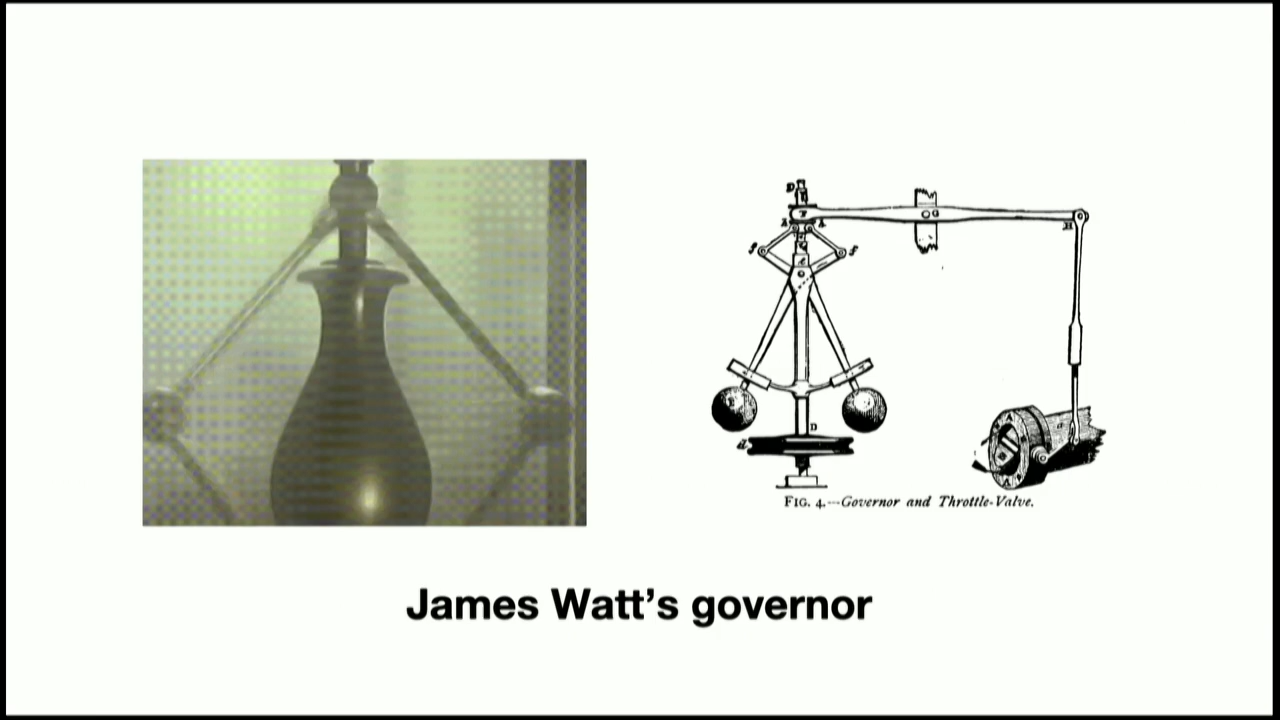 D
G
H
D
FIG. 4.—Governor and Throttle-Valve.
James Watt’s governor